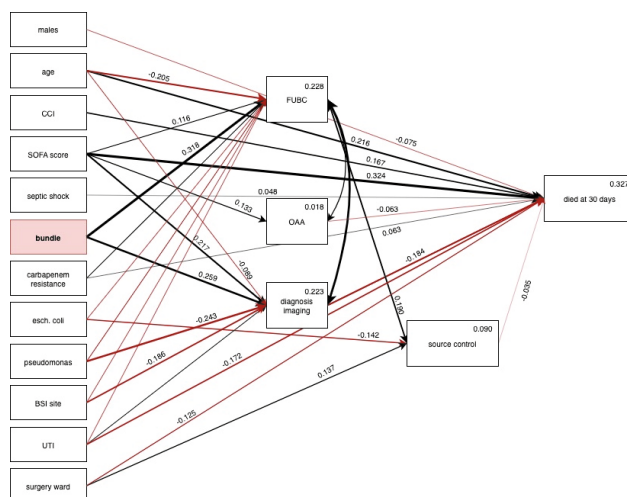 males
age
CCI
SOFA score
septic shock
bundle
carbapenem
resistance
esch. coli
pseudomonas
BSI site
UTI
surgery ward
0.228
FUBC
0.018
OAA
0.223
diagnosis
imaging
0.090
source control
0.327
died at 30 days
-0.205
0.116
0.318
0.133
0.217
0.259
-0.089
-0.243
-0.186
-0.172
-0.125
0.216
-0.075
0.167
0.324
0.048
-0.063
0.063
-0.184
0.190
-0.142
0.137
-0.035